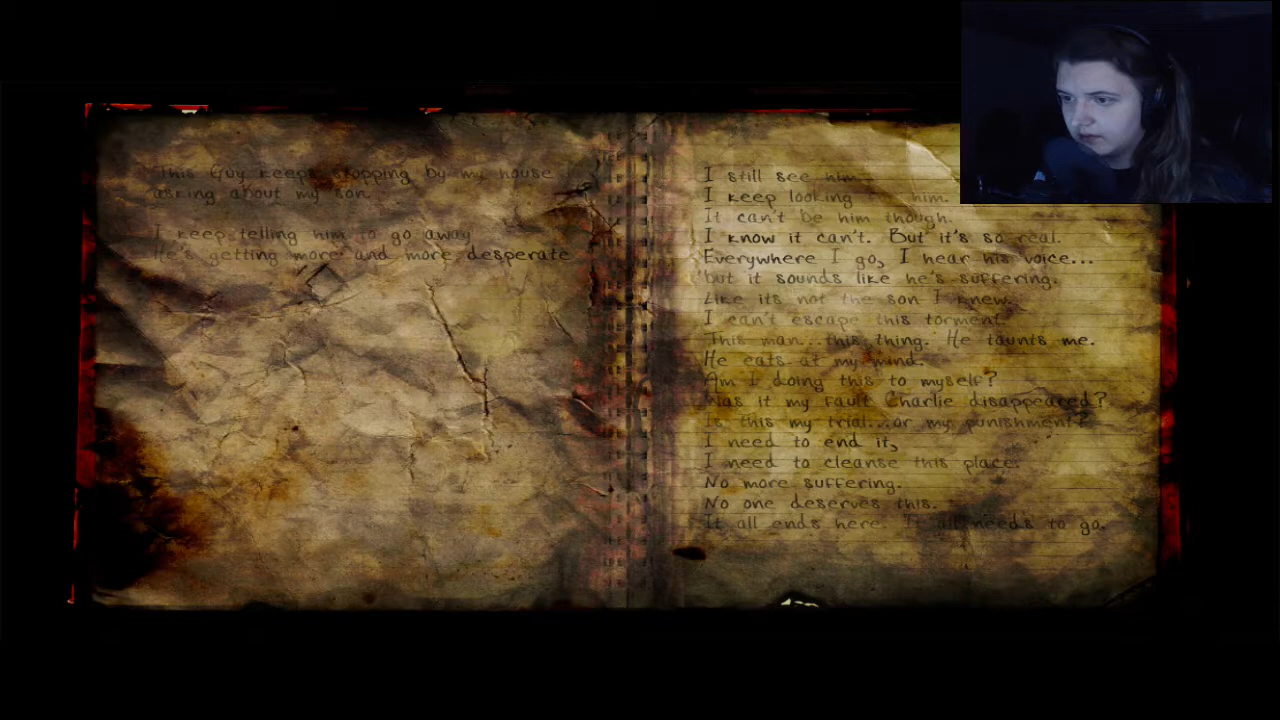 This Guy keeps stopping by my house
asking about my son.
I keep telling him to go away
He's getting more and more desperate
I still see him
I keep looking him.
It can't be him though.
I know it can't. But it's so real.
Everywhere I go, I hear his voice...
but it sounds like he's suffering.
Like its not the son I knew.
I can't escape this torment.
This man...this thing. He taunts me.
He eats at my mind.
Am I doing this to myself?
Was it my fault Charlie disappeared?
Is this my trial...or my punishment?
I need to end it,
I need to cleanse this place.
No more suffering.
No one deserves this.
It all ends here. It all needs to go.